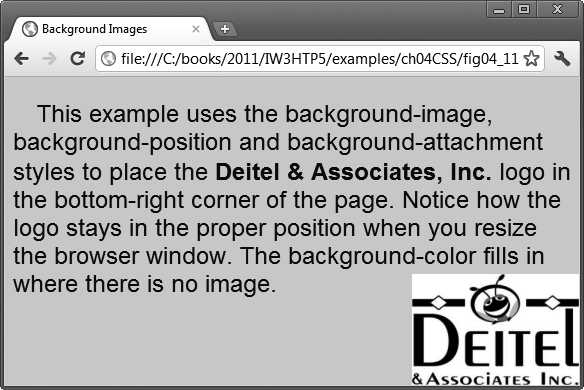 Background Images
file:///C:/books/2011/IW3HTP5/examples/ch04CSS/fig04_11
This example uses the background-image,
background-position and background-attachment
styles to place the Deitel & Associates, Inc. logo in
the bottom-right corner of the page. Notice how the
logo stays in the proper position when you resize
the browser window. The background-color fills in
where there is no image.
DEITEL
& ASSOCIATES INC.